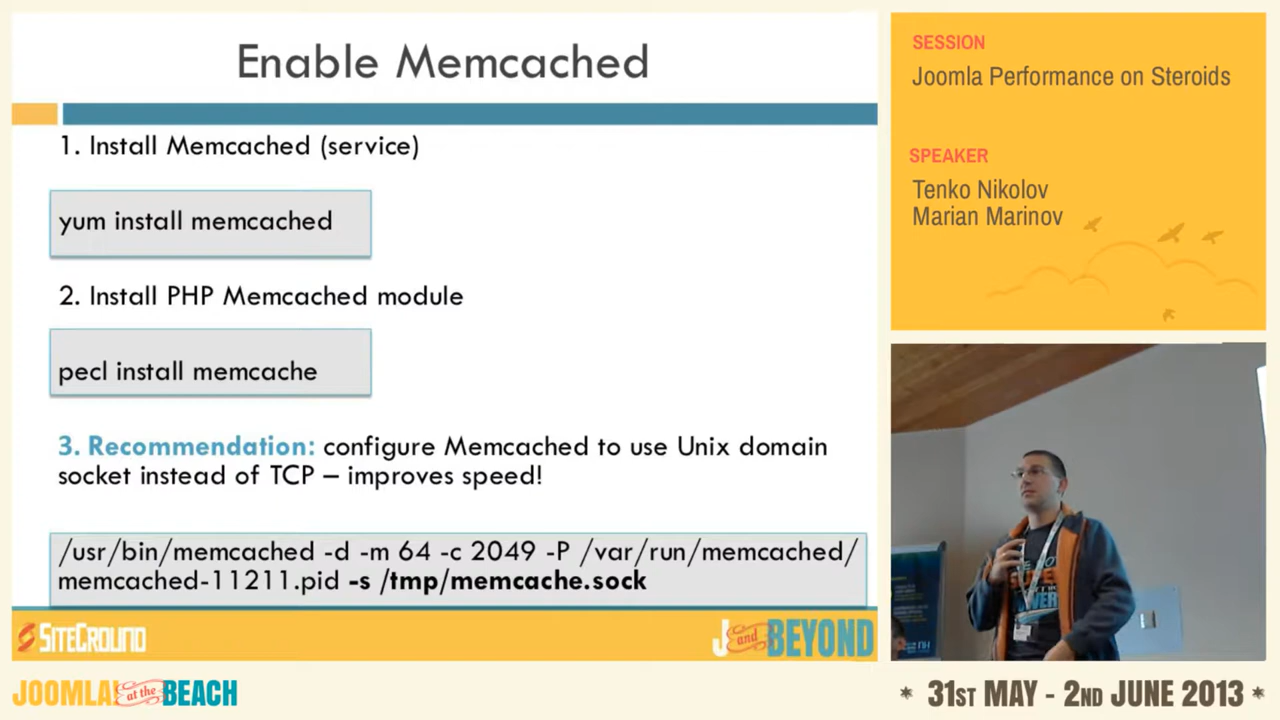 Enable Memcached
1. Install Memcached (service)
yum install memcached
2. Install PHP Memcached module
pecl install memcache
3. Recommendation: configure Memcached to use Unix domain
socket instead of TCP – improves speed!
/usr/bin/memcached -d -m 64 -c 2049 -P /var/run/memcached/
memcached-11211.pid -s /tmp/memcache.sock
SITEGROUND
J and BEYOND
SESSION
Joomla Performance on Steroids
SPEAKER
Tenko Nikolov
Marian Marinov
JOOMLA! at the BEACH
* 31ST MAY - 2ND JUNE 2013 *